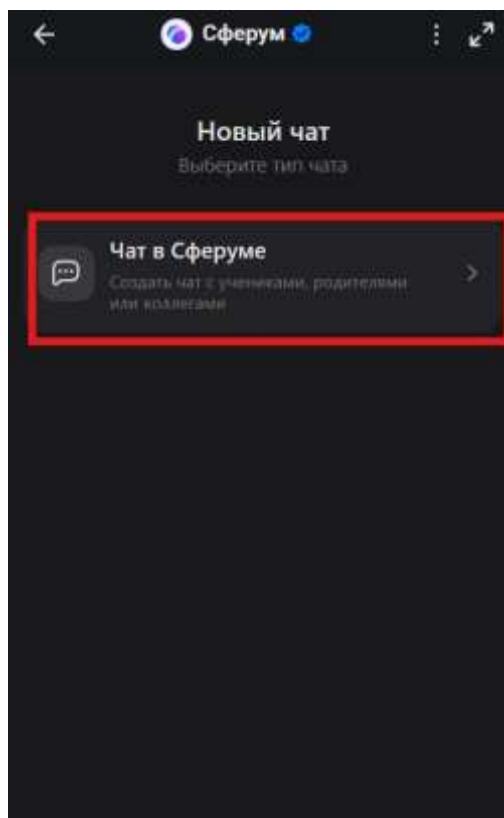 Сферум
Новый чат
Выберите тип чата
Чат в Сферуме
Создать чат с учениками, родителями
или коллегами